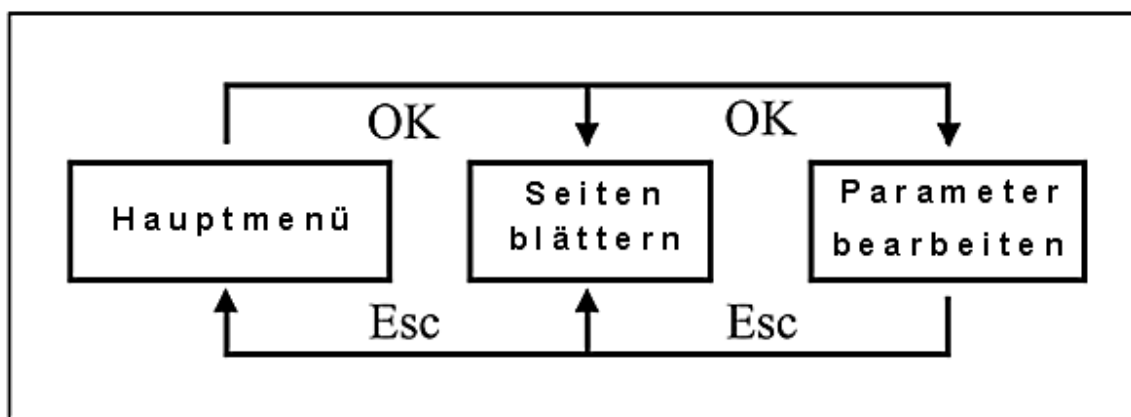 OK
OK
Hauptmenü
Seiten
blättern
Parameter
bearbeiten
Esc
Esc